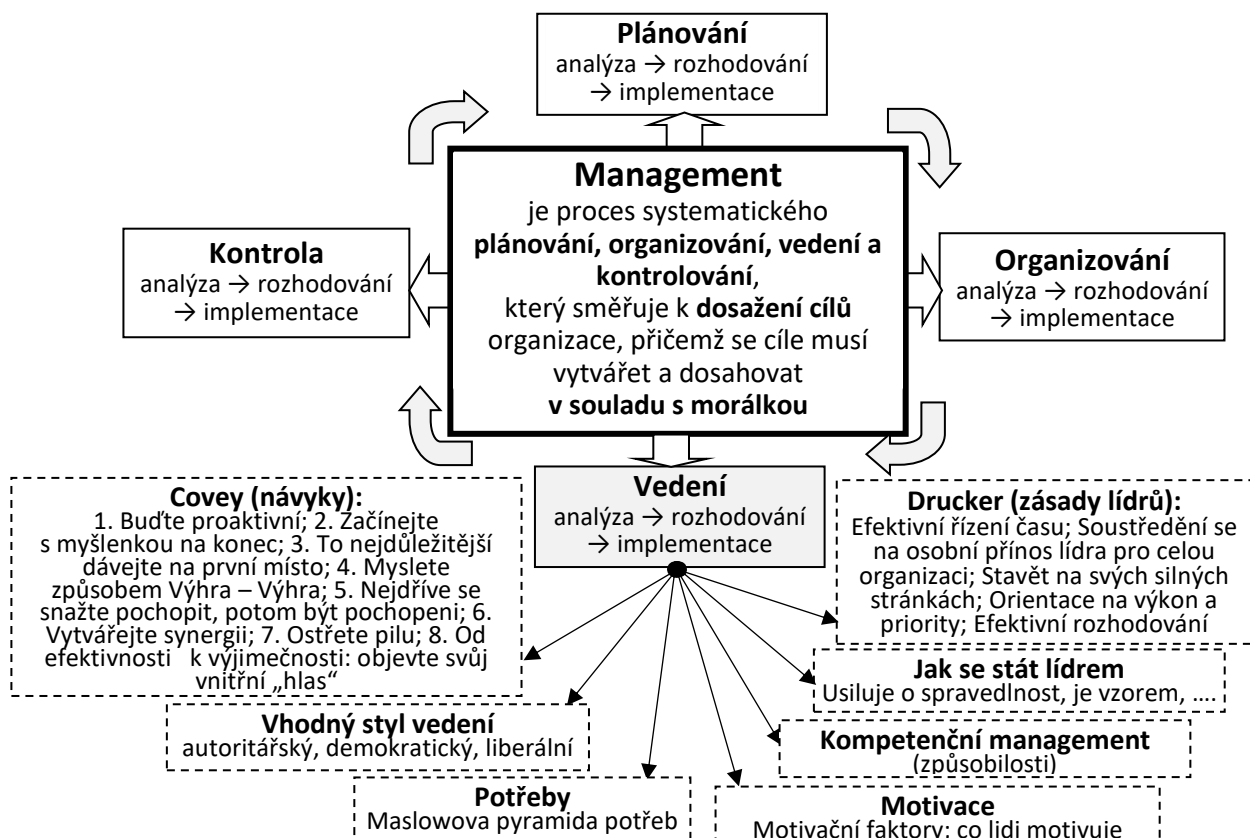 Plánování
analýza → rozhodování
→ implementace
Management
je proces systematického
plánování, organizování, vedení a
kontrolování,
který směřuje k dosažení cílů
organizace, přičemž se cíle musí
vytvářet a dosahovat
v souladu s morálkou
Kontrola
analýza → rozhodování
→ implementace
Organizování
analýza → rozhodování
→ implementace
Vedení
analýza → rozhodování
→ implementace
Covey (návyky):
1. Buďte proaktivní; 2. Začínejte
s myšlenkou na konec; 3. To nejdůležitější
dávejte na první místo; 4. Myslete
způsobem Výhra – Výhra; 5. Nejdříve se
snažte pochopit, potom být pochopeni; 6.
Vytvářejte synergii; 7. Ostřete pilu; 8. Od
efektivnosti k výjimečnosti: objevte svůj
vnitřní „hlas“
Drucker (zásady lídrů):
Efektivní řízení času; Soustředění se
na osobní přínos lídra pro celou
organizaci; Stavět na svých silných
stránkách; Orientace na výkon a
priority; Efektivní rozhodování
Jak se stát lídrem
Usiluje o spravedlnost, je vzorem, ….
Vhodný styl vedení
autoritářský, demokratický, liberální
Kompetenční management
(způsobilosti)
Potřeby
Maslowova pyramida potřeb
Motivace
Motivační faktory: co lidi motivuje